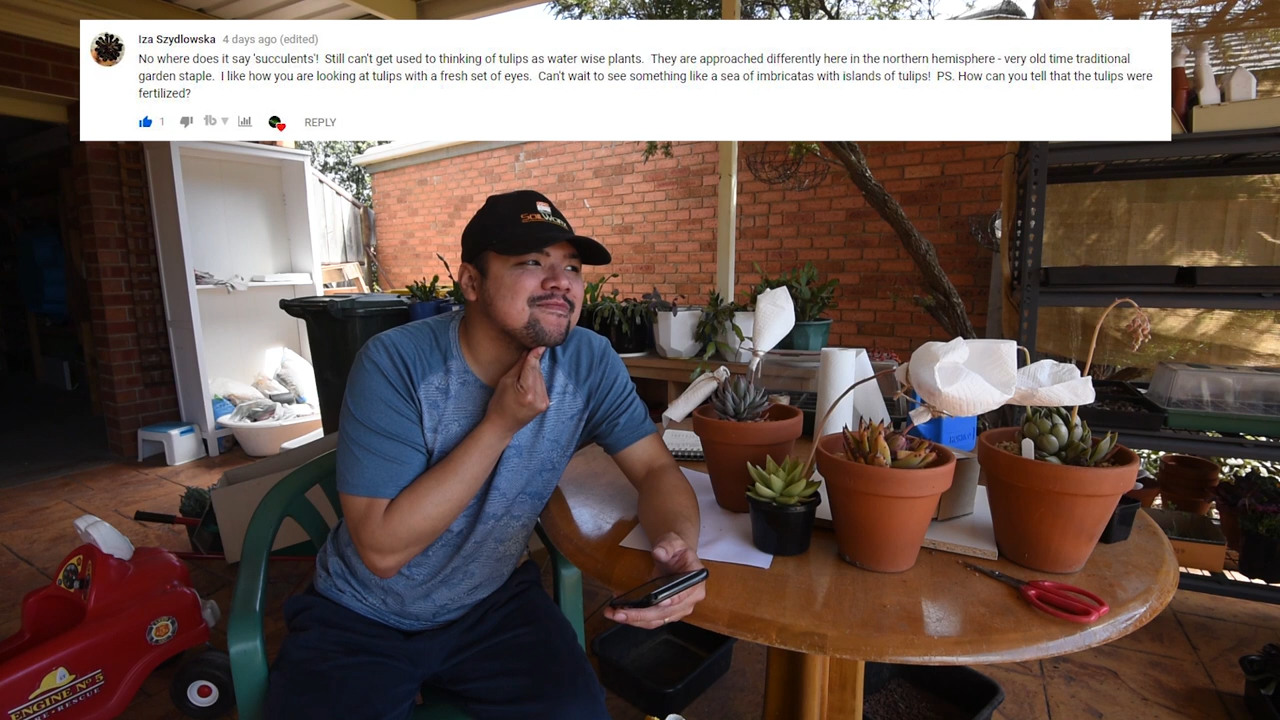 Iza Szydlowska 4 days ago (edited)
No where does it say 'succulents'! Still can't get used to thinking of tulips as water wise plants. They are approached differently here in the northern hemisphere - very old time traditional
garden staple. I like how you are looking at tulips with a fresh set of eyes. Can't wait to see something like a sea of imbricatas with islands of tulips! PS. How can you tell that the tulips were
fertilized?
1 tb REPLY
ENGINE No 5
FIRE • RESCUE